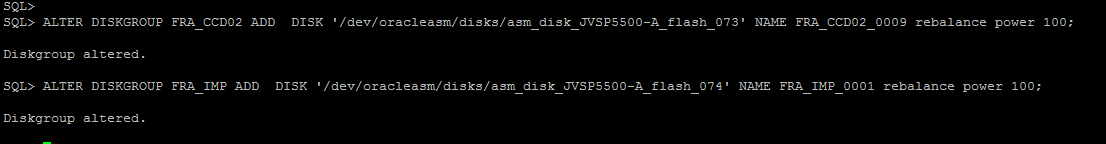 SQL>
SQL> ALTER DISKGROUP FRA_CCD02 ADD  DISK '/dev/oracleasm/disks/asm_disk_JVSP5500-A_flash_073' NAME FRA_CCD02_0009 rebalance power 100;
Diskgroup altered.
SQL> ALTER DISKGROUP FRA_IMP ADD  DISK '/dev/oracleasm/disks/asm_disk_JVSP5500-A_flash_074' NAME FRA_IMP_0001 rebalance power 100;
Diskgroup altered.